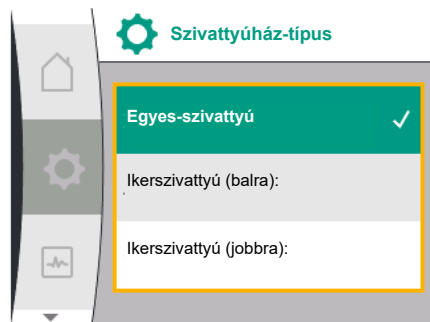 Szivattyúház-típus
Egyes-szivattyú
Ikerszivattyú (balra):
Ikerszivattyú (jobbra):